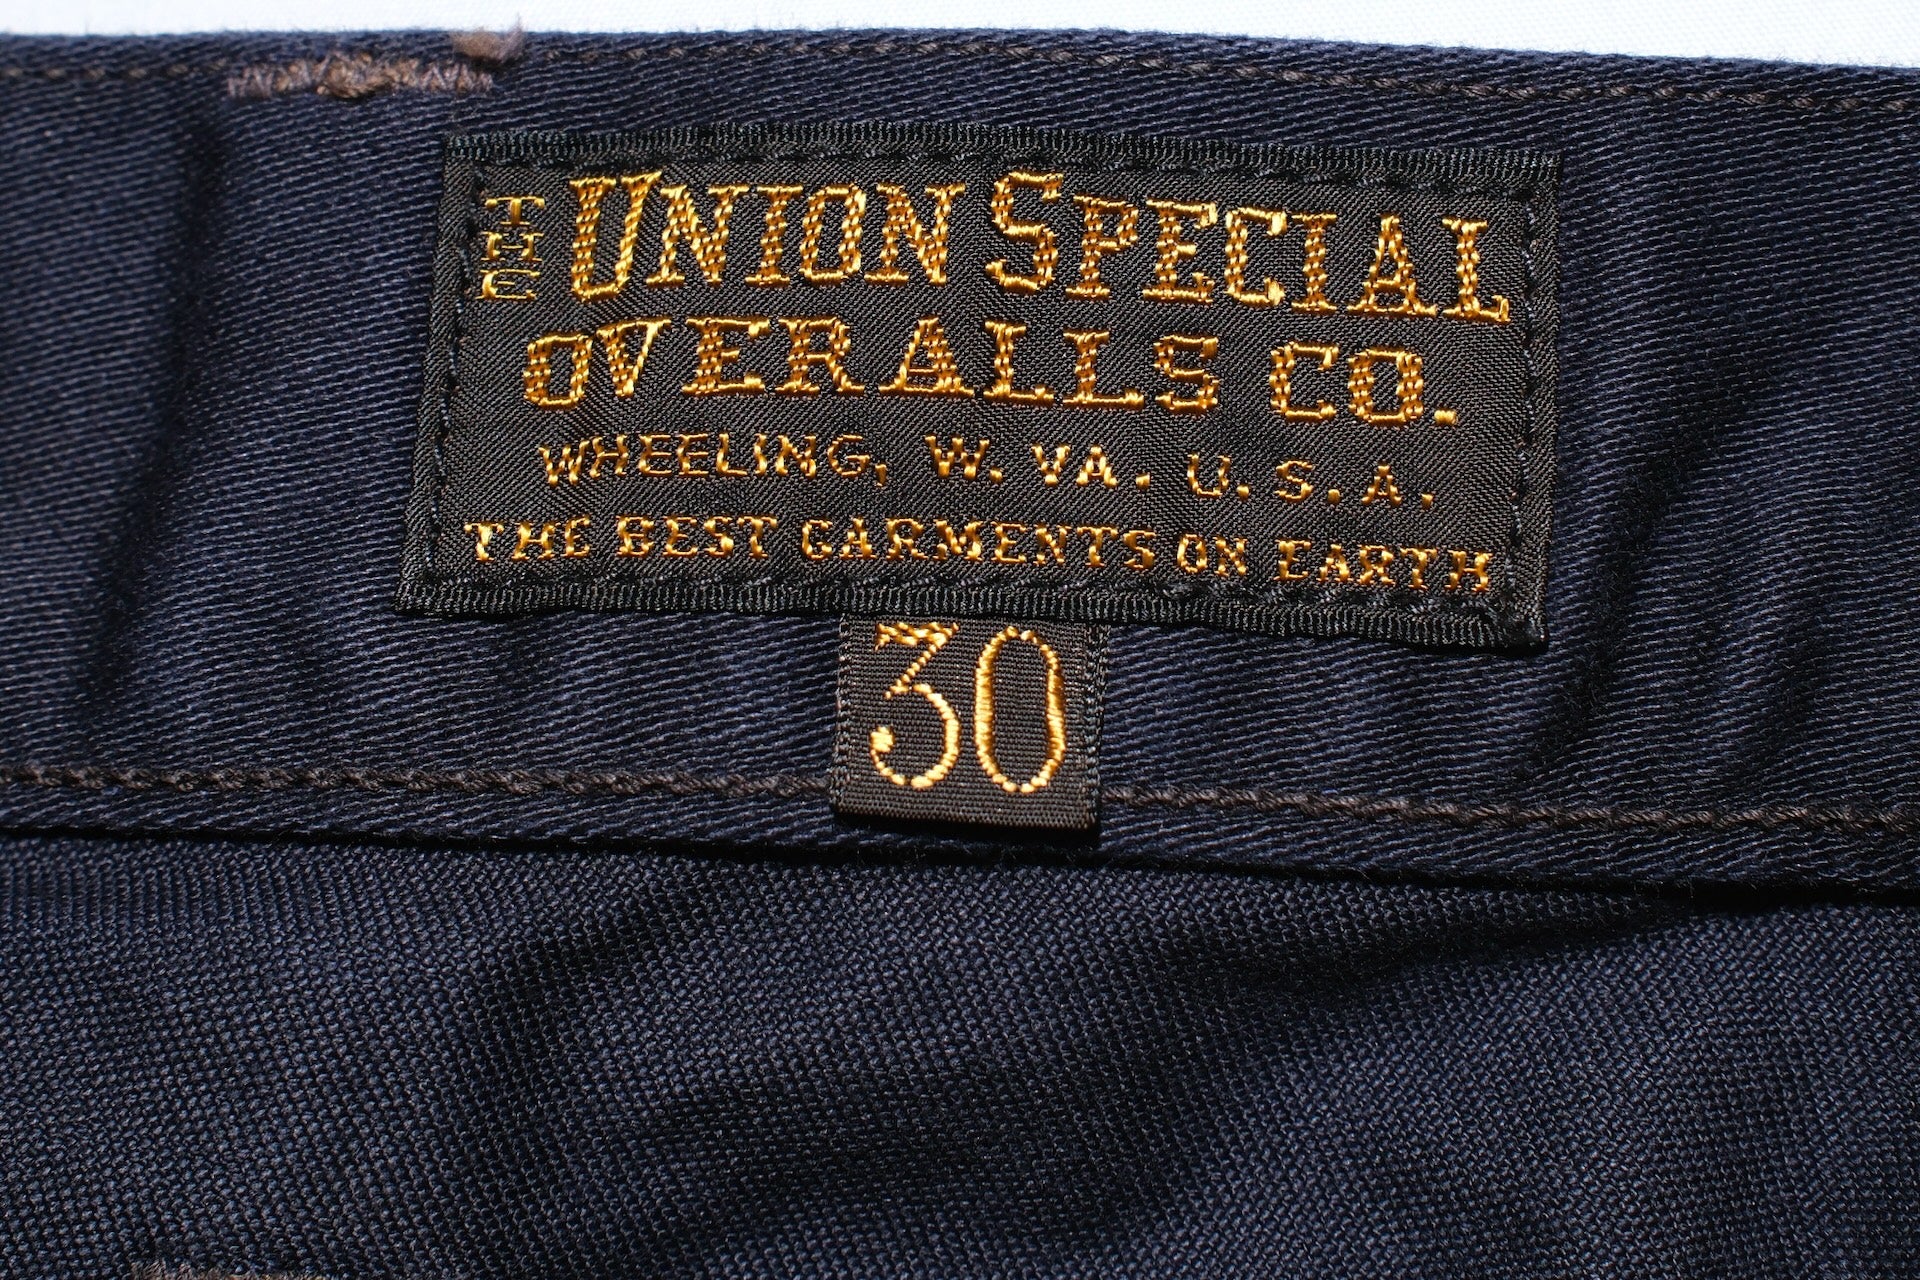 THE UNION SPECIAL
OVERALLS CO.
WHEELING, W. VA. U.S.A.
THE BEST GARMENTS ON EARTH
30